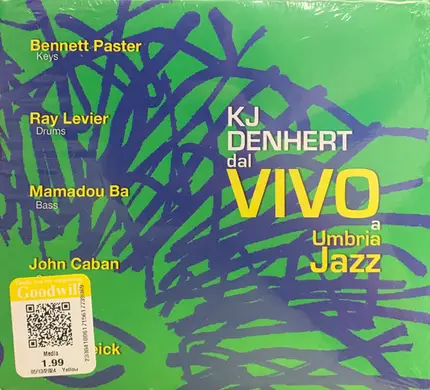 Bennett Paster
Keys
Ray Levier
Drums
Mamadou Ba
Bass
John Caban
KJ
DENHERT
dal
VIVO
a
Umbria
Jazz
Goodwill
Media
1.99
Yellow
ick